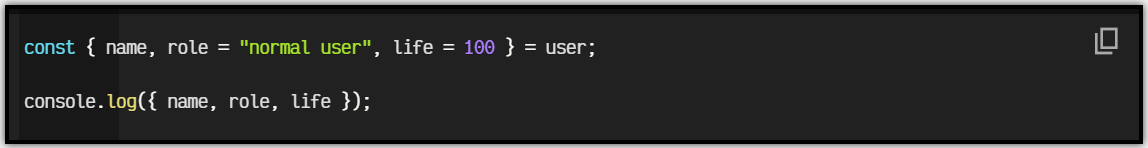 const { name, role = "normal user", life = 100 } = user;
console.log({ name, role, life });